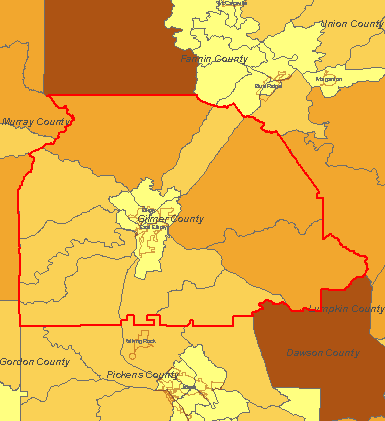 McCaysville
Union County
Fannin County
Morganton
Blue Ridge
Murray County
Gilmer County
East Ellijay
Lumpkin County
Talking Rock
Dawson County
Gordon County
Pickens County
Jasper